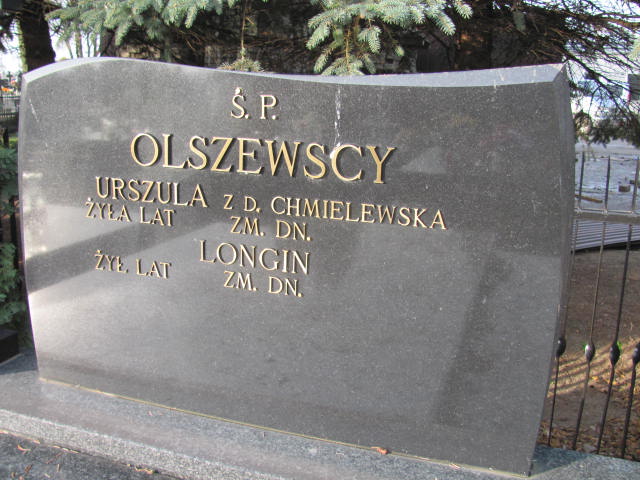 Ś. P.
OLSZEWSCY
URSZULA Z D. CHMIELEWSKA
ŻYŁA LAT ZM. DN.
LONGIN
ŻYŁ. LAT ZM. DN.